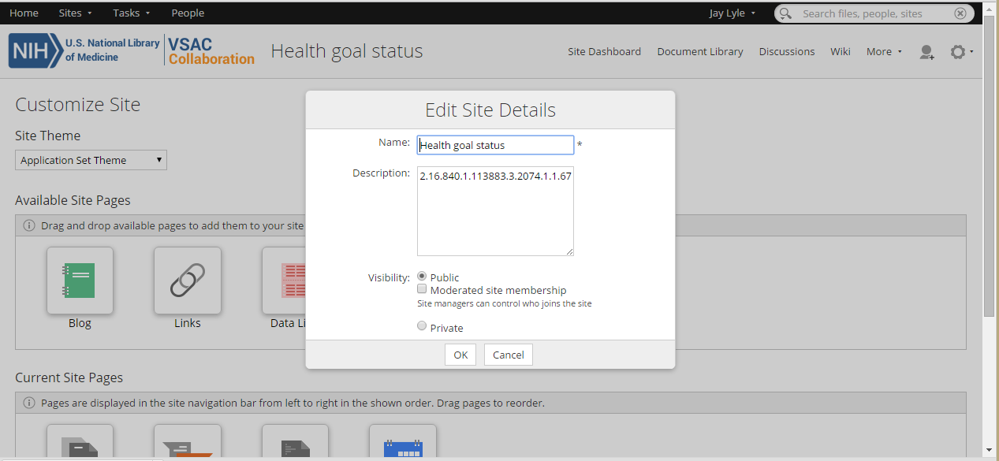 Home Sites Tasks People Jay Lyle Search files, people, sites
NIH U.S. National Library of Medicine VSAC Collaboration
Health goal status
Site Dashboard Document Library Discussions Wiki More
Customize Site
Site Theme
Application Set Theme
Available Site Pages
Drag and drop available pages to add them to your site
Blog Links Data Li
Edit Site Details
Name: Health goal status *
Description: 2.16.840.1.113883.3.2074.1.1.67
Visibility: Public
Moderated site membership
Site managers can control who joins the site
Private
OK Cancel
Current Site Pages
Pages are displayed in the site navigation bar from left to right in the shown order. Drag pages to reorder.